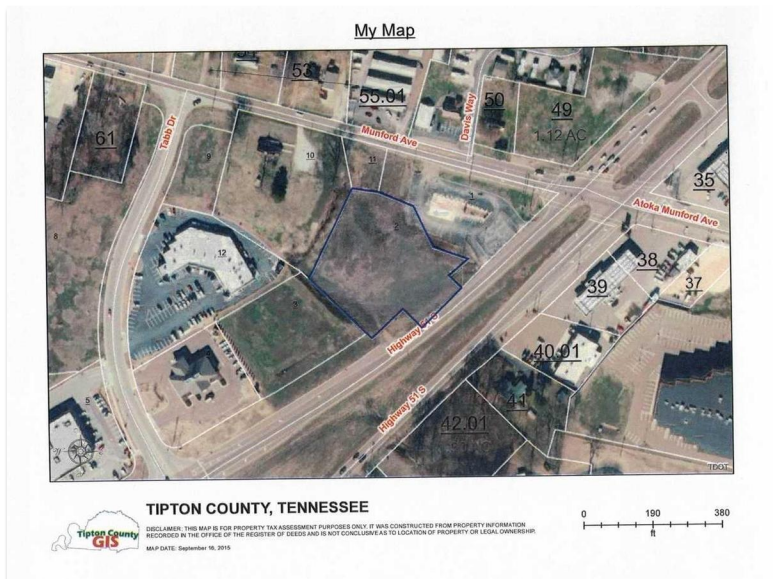 My Map
54
53
55.01
50
49
1.12 AC
61
Tabb Dr
Munford Ave
Davis Way
9
10
11
1
35
Atoka Munford Ave
8
12
2
38
39
37
Highway 51 S
40.01
5
Highway 51 S
41
42.01
TDOT
Tipton County
GIS
TIPTON COUNTY, TENNESSEE
DISCLAIMER: THIS MAP IS FOR PROPERTY TAX ASSESSMENT PURPOSES ONLY. IT WAS CONSTRUCTED FROM PROPERTY INFORMATION
RECORDED IN THE OFFICE OF THE REGISTER OF DEEDS AND IS NOT CONCLUSIVE AS TO LOCATION OF PROPERTY OR LEGAL OWNERSHIP.
MAP DATE: September 16, 2015
0 190 380
ft